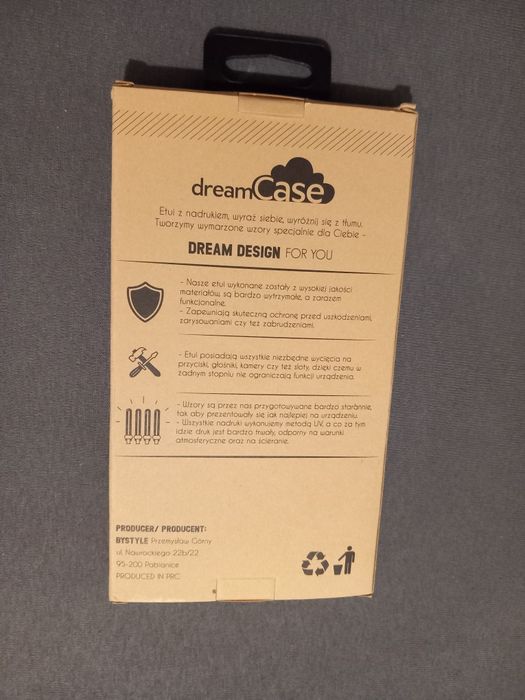 dreamCase
Etui z nadrukiem, wyraź siebie, wyróżnij się z tłumu.
Tworzymy wymarzone wzory specjalnie dla Ciebie -
DREAM DESIGN FOR YOU
- Nasze etui wykonane zostały z wysokiej jakości
materiałów, są bardzo wytrzymałe, a zarazem
funkcjonalne.
- Zapewniają skuteczną ochronę przed uszkodzeniami,
zarysowaniami czy też zabrudzeniami.
- Etui posiadają wszystkie niezbędne wycięcia na
przyciski, głośniki, kamery czy też sloty, dzięki czemu w
żadnym stopniu nie ograniczają funkcji urządzenia.
- Wzory są przez nas przygotowywane bardzo starannie,
tak aby prezentowały się jak najlepiej na urządzeniu.
- Wszystkie nadruki wykonujemy metodą UV, a co za tym
idzie druk jest bardzo trwały, odporny na warunki
atmosferyczne oraz na ścieranie.
PRODUCER/ PRODUCENT:
BYSTYLE Przemysław Górny
ul. Nawrockiego 22b/22
95-200 Pabianice
PRODUCED IN PRC